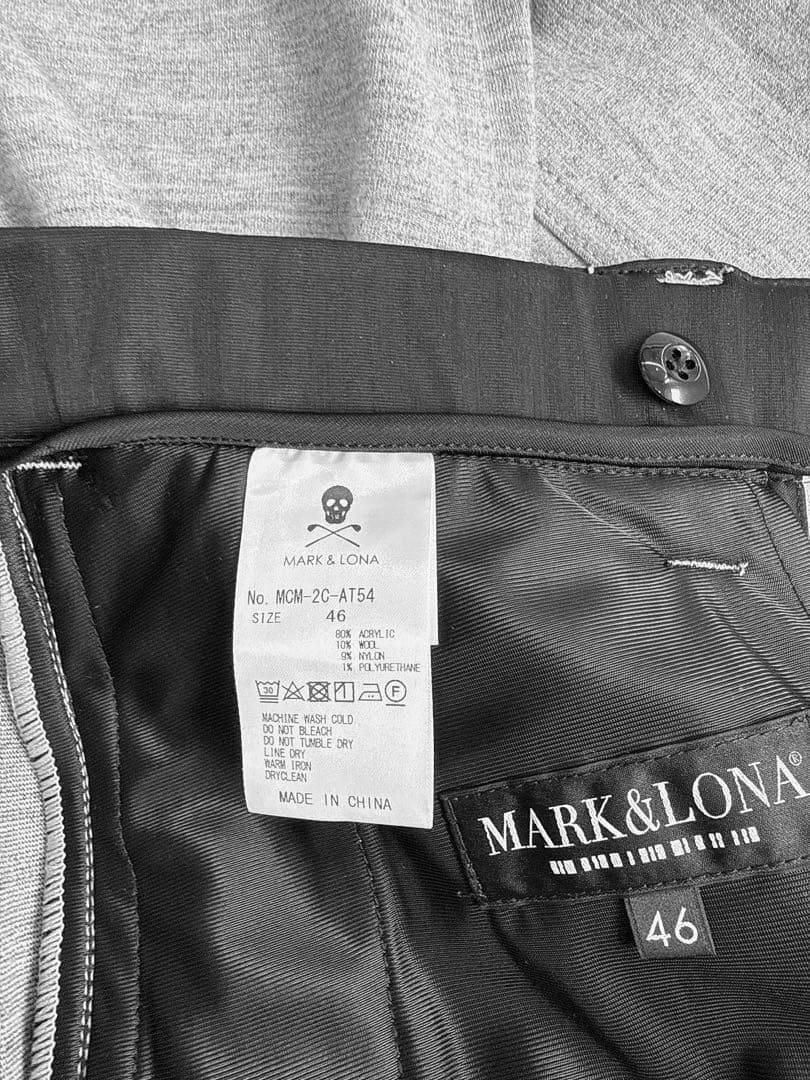 MARK & LONA
No. MCM-2C-AT54
SIZE 46
80% ACRYLIC
10% WOOL
9% NYLON
1% POLYURETHANE
30 F
MACHINE WASH COLD
DO NOT BLEACH
DO NOT TUMBLE DRY
LINE DRY
WARM IRON
DRYCLEAN
MADE IN CHINA
MARK&LONA®
46